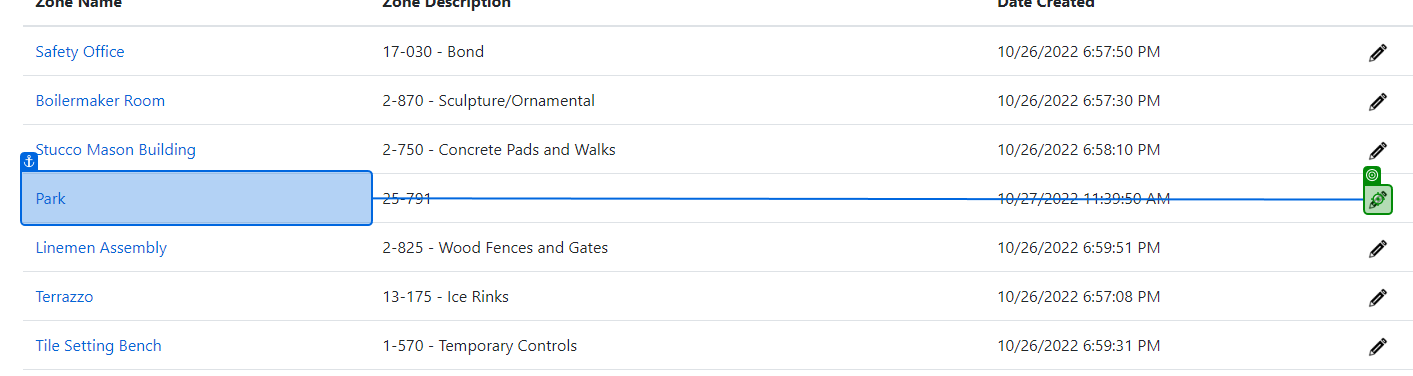 Zone Name Zone Description Date Created
Safety Office 17-030 - Bond 10/26/2022 6:57:50 PM
Boilermaker Room 2-870 - Sculpture/Ornamental 10/26/2022 6:57:30 PM
Stucco Mason Building 2-750 - Concrete Pads and Walks 10/26/2022 6:58:10 PM
Park 25-791 10/27/2022 11:39:50 AM
Linemen Assembly 2-825 - Wood Fences and Gates 10/26/2022 6:59:51 PM
Terrazzo 13-175 - Ice Rinks 10/26/2022 6:57:08 PM
Tile Setting Bench 1-570 - Temporary Controls 10/26/2022 6:59:31 PM